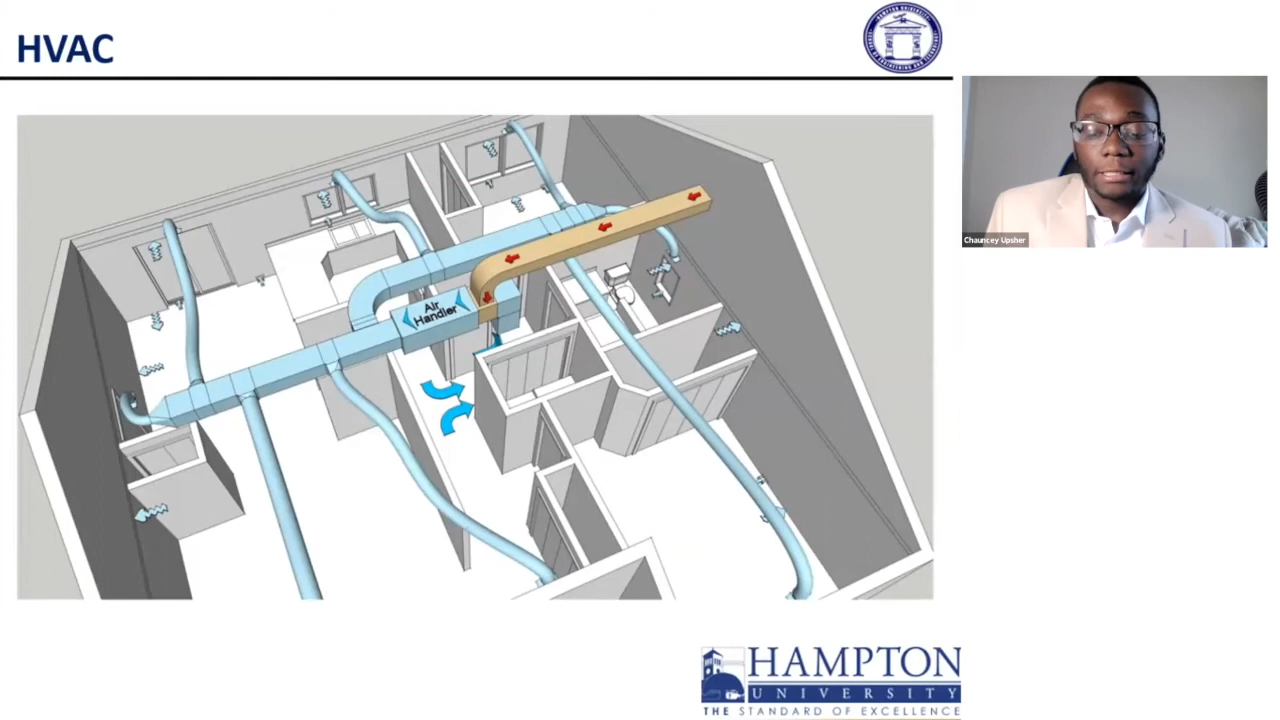 HVAC
Chauncey Upsher
Air
Handler
HAMPTON
UNIVERSITY
THE STANDARD OF EXCELLENCE